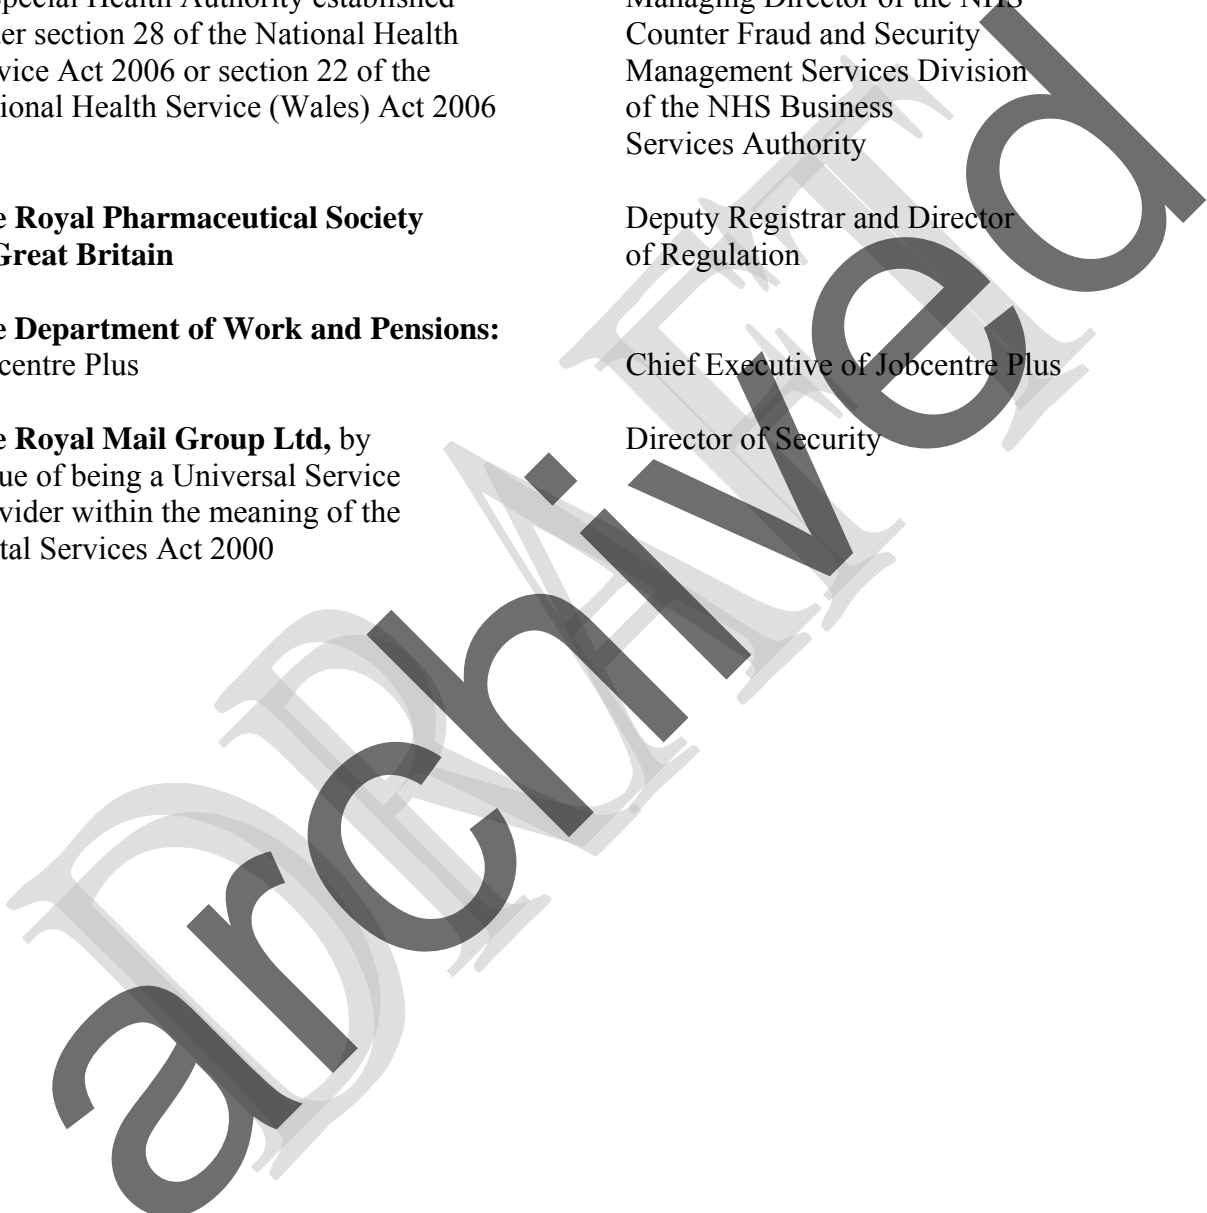 pecial Health Authority established
er section 28 of the National Health
vice Act 2006 or section 22 of the
ional Health Service (Wales) Act 2006
Managing Director of the NHS
Counter Fraud and Security
Management Services Division
of the NHS Business
Services Authority
e Royal Pharmaceutical Society
Great Britain
Deputy Registrar and Director
of Regulation
e Department of Work and Pensions:
centre Plus
Chief Executive of Jobcentre Plus
e Royal Mail Group Ltd, by
ue of being a Universal Service
vider within the meaning of the
tal Services Act 2000
Director of Security
DRAFT
archived